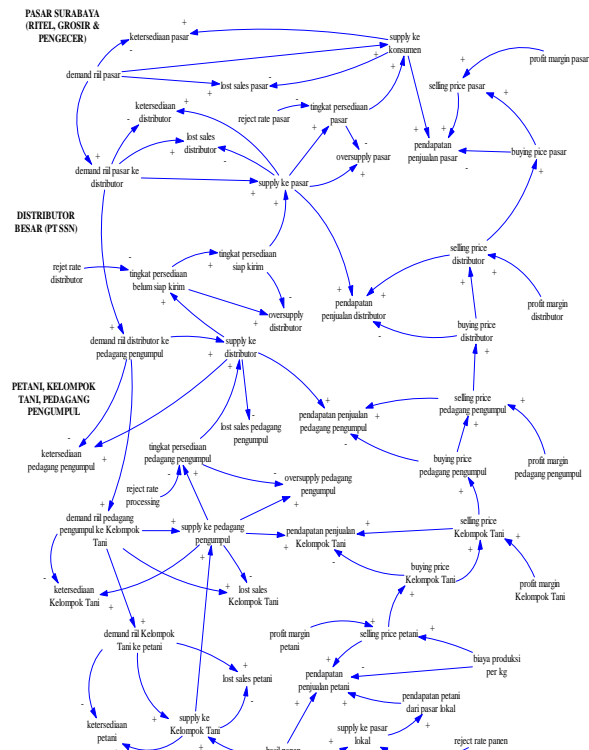 PASAR SURABAYA
(RITEL, GROSIR &
PENGECER)
ketersediaan pasar
supply ke
konsumen
profit margin pasar
demand riil pasar
lost sales pasar
selling price pasar
ketersediaan
distributor
reject rate pasar
tingkat persediaan
pasar
lost sales
distributor
oversupply pasar
pendapatan
penjualan pasar
buying price pasar
demand riil pasar ke
distributor
supply ke pasar
DISTRIBUTOR
BESAR (PT SSN)
rejet rate
distributor
tingkat persediaan
belum siap kirim
tingkat persediaan
siap kirim
selling price
distributor
oversupply
distributor
pendapatan
penjualan distributor
profit margin
distributor
buying price
distributor
demand riil distributor ke
pedagang pengumpul
supply ke
distributor
PETANI, KELOMPOK
TANI, PEDAGANG
PENGUMPUL
selling price
pedagang pengumpul
pendapatan penjualan
pedagang pengumpul
lost sales pedagang
pengumpul
ketersediaan
pedagang pengumpul
tingkat persediaan
pedagang pengumpul
buying price
pedagang pengumpul
profit margin
pedagang pengumpul
oversupply pedagang
pengumpul
reject rate
processing
demand riil pedagang
pengumpul ke Kelompok
Tani
supply ke pedagang
pengumpul
pendapatan penjualan
Kelompok Tani
selling price
Kelompok Tani
buying price
Kelompok Tani
profit margin
Kelompok Tani
ketersediaan
Kelompok Tani
lost sales
Kelompok Tani
demand riil Kelompok
Tani ke petani
profit margin
petani
selling price petani
lost sales petani
pendapatan
penjualan petani
biaya produksi
per kg
pendapatan petani
dari pasar lokal
ketersediaan
petani
supply ke
Kelompok Tani
supply ke pasar
lokal
reject rate panen
hasil panen